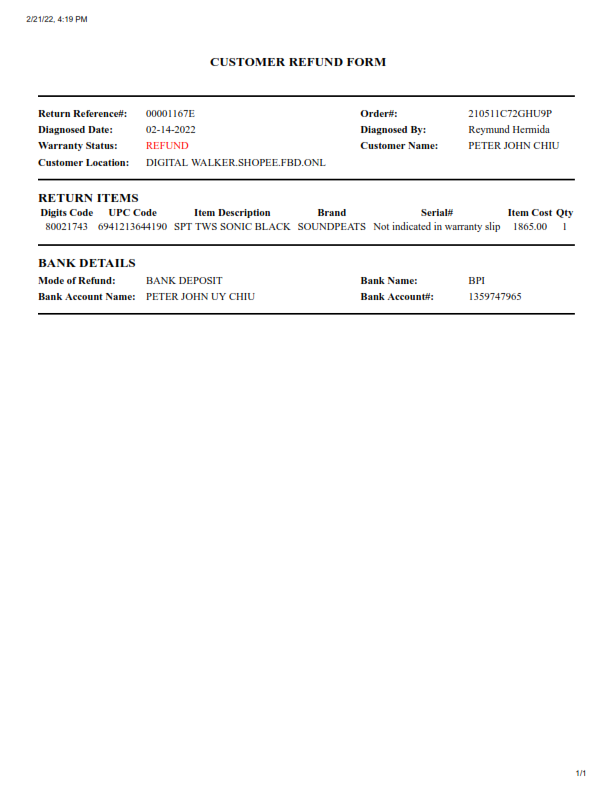 2/21/22, 4:19 PM
CUSTOMER REFUND FORM
Return Reference#: 00001167E Order#: 210511C72GHU9P
Diagnosed Date: 02-14-2022 Diagnosed By: Reymund Hermida
Warranty Status: REFUND Customer Name: PETER JOHN CHIU
Customer Location: DIGITAL WALKER.SHOPEE.FBD.ONL
RETURN ITEMS
Digits Code UPC Code Item Description Brand Serial# Item Cost Qty
80021743 6941213644190 SPT TWS SONIC BLACK SOUNDPEATS Not indicated in warranty slip 1865.00 1
BANK DETAILS
Mode of Refund: BANK DEPOSIT Bank Name: BPI
Bank Account Name: PETER JOHN UY CHIU Bank Account#: 1359747965
1/1